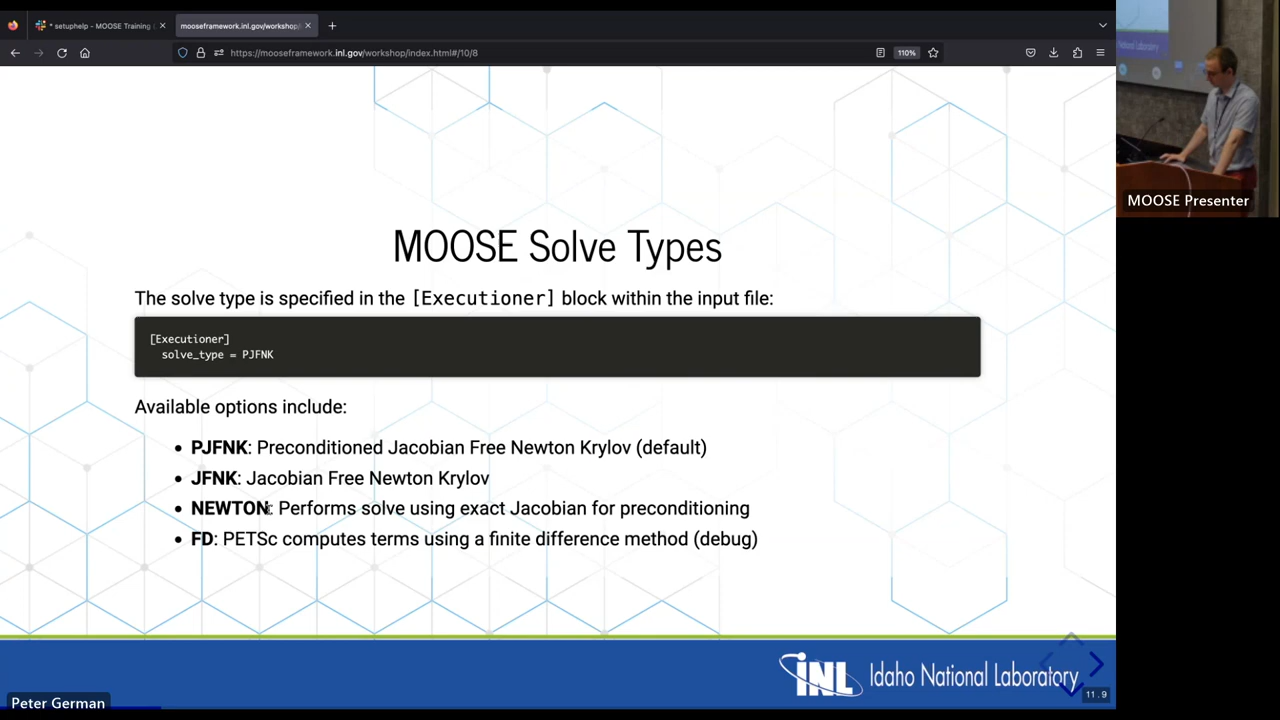 * setuphelp - MOOSE Training
mooseframework.inl.gov/workshop/
https://mooseframework.inl.gov/workshop/index.html#/10/8
110%
MOOSE Presenter
MOOSE Solve Types
The solve type is specified in the [Executioner] block within the input file:
[Executioner]
solve_type = PJFNK
Available options include:
• PJFNK: Preconditioned Jacobian Free Newton Krylov (default)
• JFNK: Jacobian Free Newton Krylov
• NEWTON: Performs solve using exact Jacobian for preconditioning
• FD: PETSc computes terms using a finite difference method (debug)
INL Idaho National Laboratory
11.9
Peter German